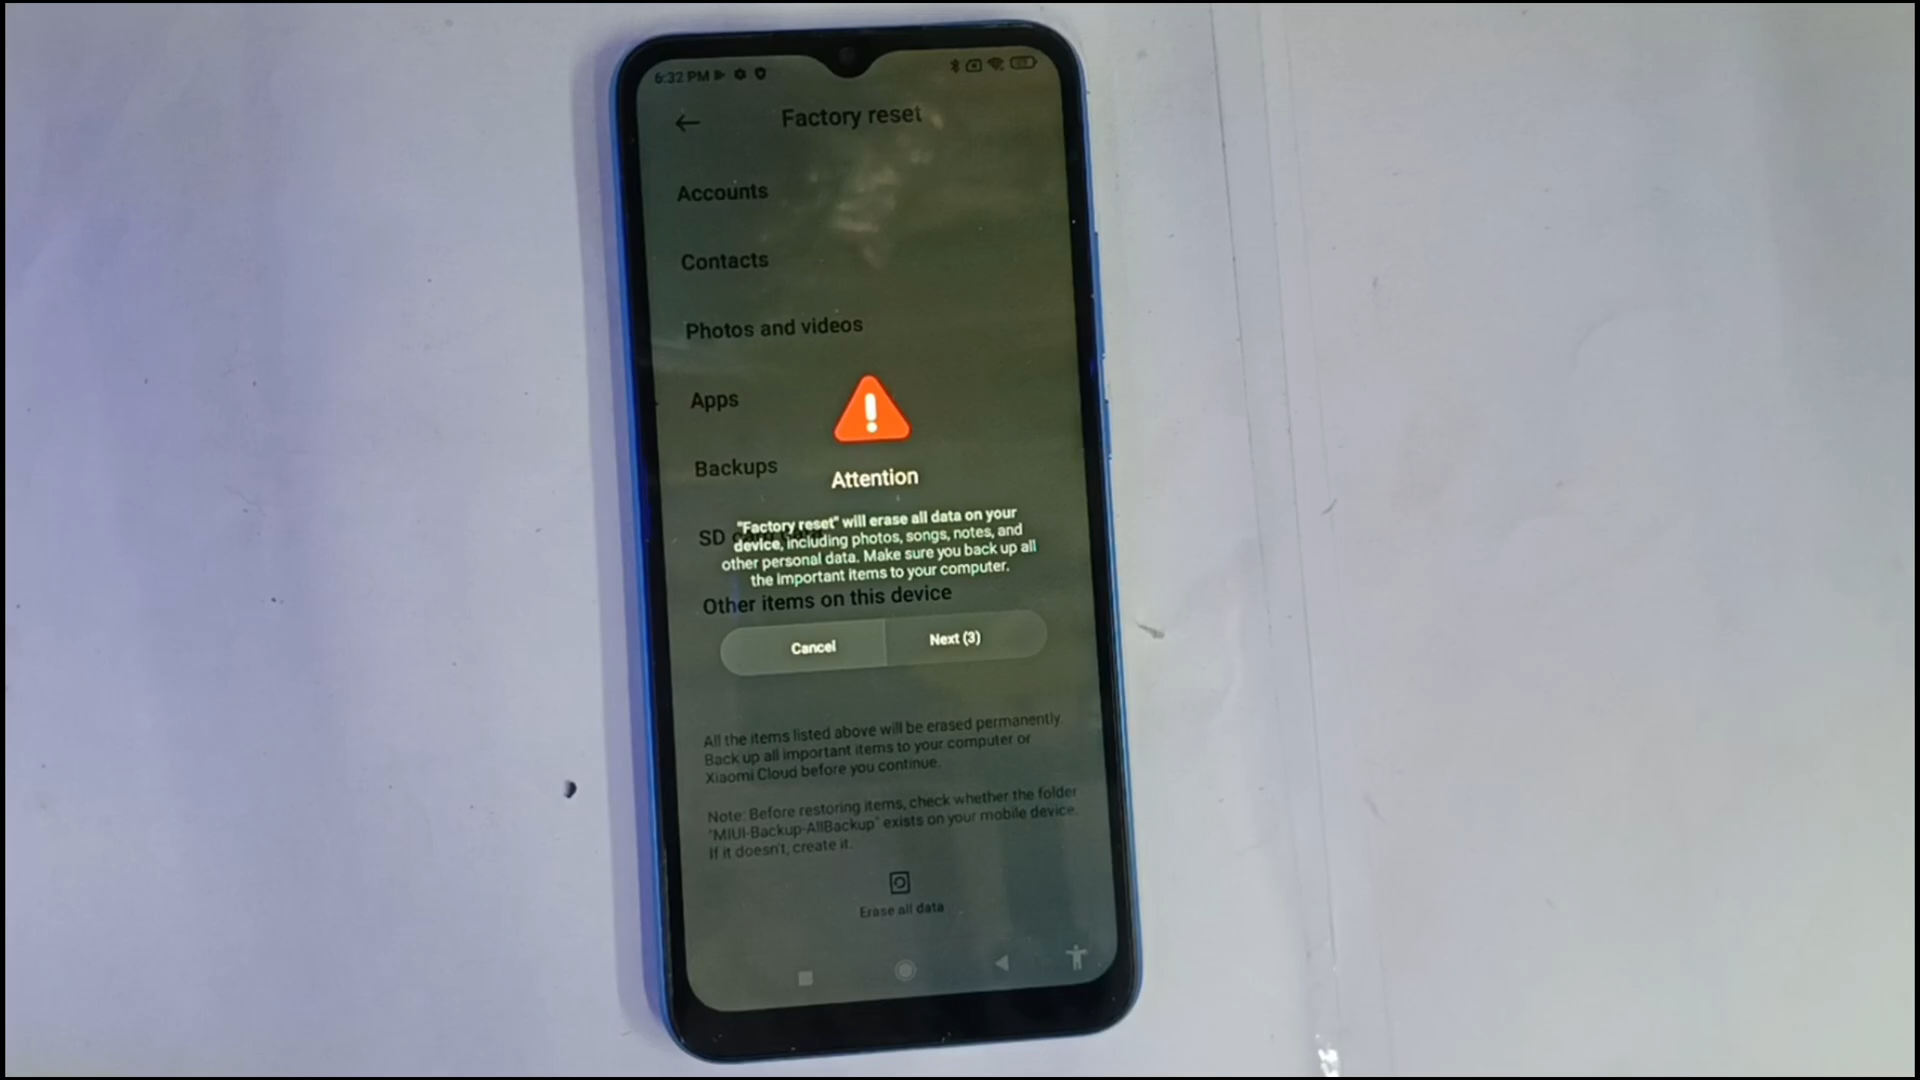 6:32 PM
Factory reset
Accounts
Contacts
Photos and videos
Apps
Backups
Attention
SD card data
"Factory reset" will erase all data on your
device, including photos, songs, notes, and
other personal data. Make sure you back up all
the important items to your computer.
Other items on this device
Cancel
Next (3)
All the items listed above will be erased permanently.
Back up all important items to your computer or
Xiaomi Cloud before you continue.
Note: Before restoring items, check whether the folder
"MIUI-Backup-AllBackup" exists on your mobile device.
If it doesn't, create it.
Erase all data